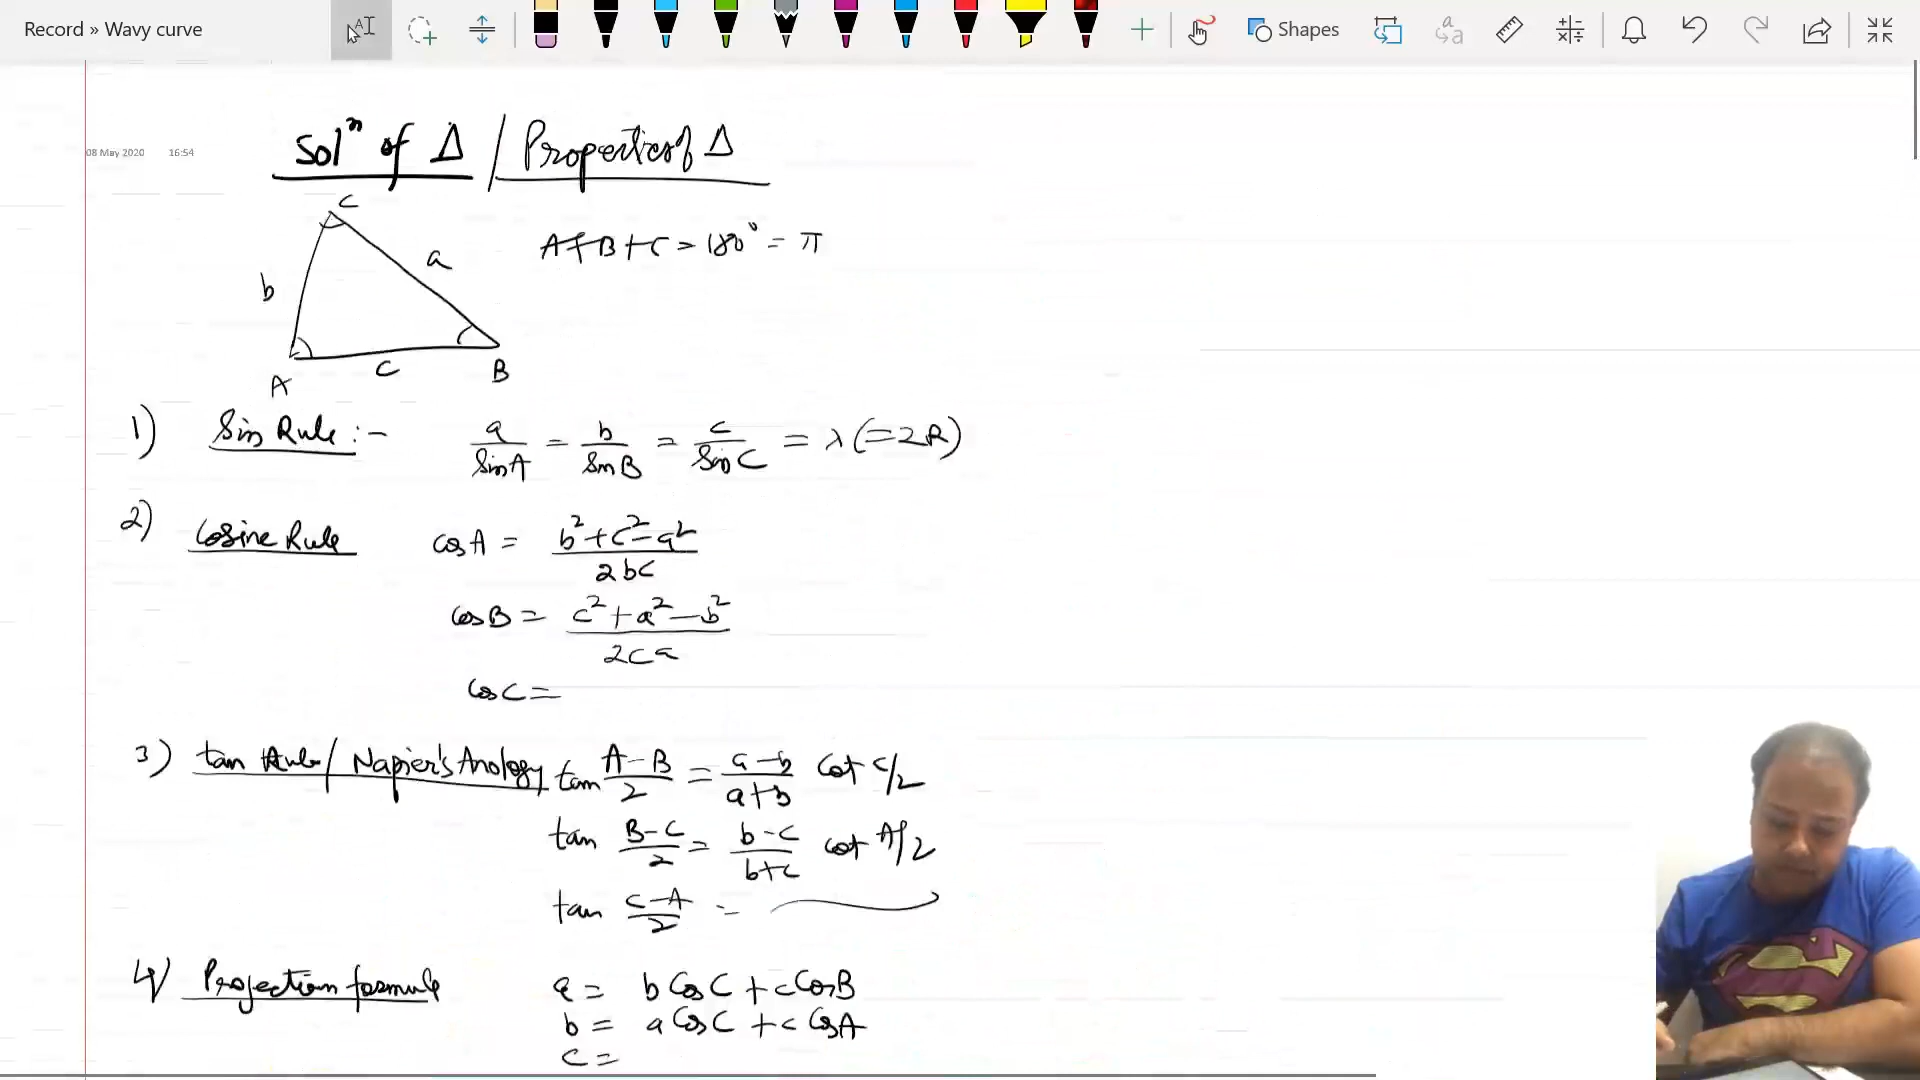 Record » Wavy curve
Shapes
08 May 2020 16:54
Solⁿ of Δ / Properties of Δ
C
a
b
A+B+C = 180° = π
c
A
B
1) Sin Rule :- a/sinA = b/sinB = c/sinC = λ (=2R)
2) Cosine Rule cosA = (b²+c²-a²)/2bc
cosB = (c²+a²-b²)/2ca
cosC =
3) tan Rule / Napier's Anology tan (A-B)/2 = (a-b)/(a+b) cot C/2
tan (B-C)/2 = (b-c)/(b+c) cot A/2
tan (C-A)/2 =
4) Projection formula a = b cosC + c cosB
b = a cosC + c cosA
c =